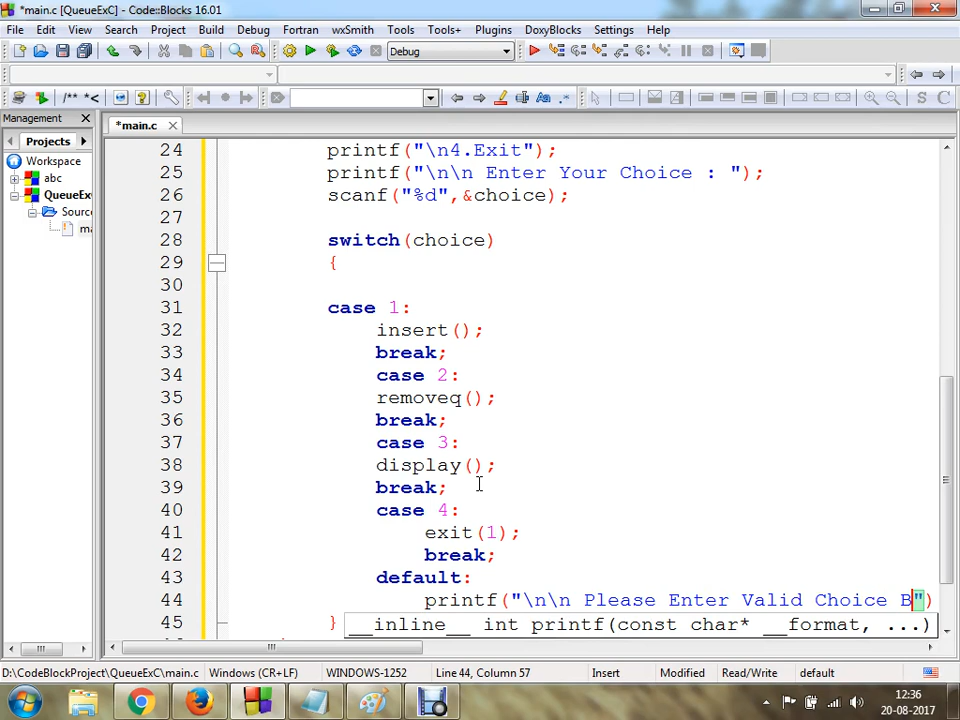 *main.c [QueueExC] - Code::Blocks 16.01
File Edit View Search Project Build Debug Fortran wxSmith Tools Tools+ Plugins DoxyBlocks Settings Help
Debug
/** *<
S C
Management
*main.c
Projects
Workspace
abc
QueueExC
Sourc
ma
24 printf("\n4.Exit");
25 printf("\n\n Enter Your Choice : ");
26 scanf("%d",&choice);
27
28 switch(choice)
29 {
30
31 case 1:
32 insert();
33 break;
34 case 2:
35 removeq();
36 break;
37 case 3:
38 display();
39 break;
40 case 4:
41 exit(1);
42 break;
43 default:
44 printf("\n\n Please Enter Valid Choice B")
45 }
__inline__ int printf(const char* __format, ...)
D:\CodeBlockProject\QueueExC\main.c Windows (CR+LF) WINDOWS-1252 Line 44, Column 57 Insert Modified Read/Write default
12:36
20-08-2017